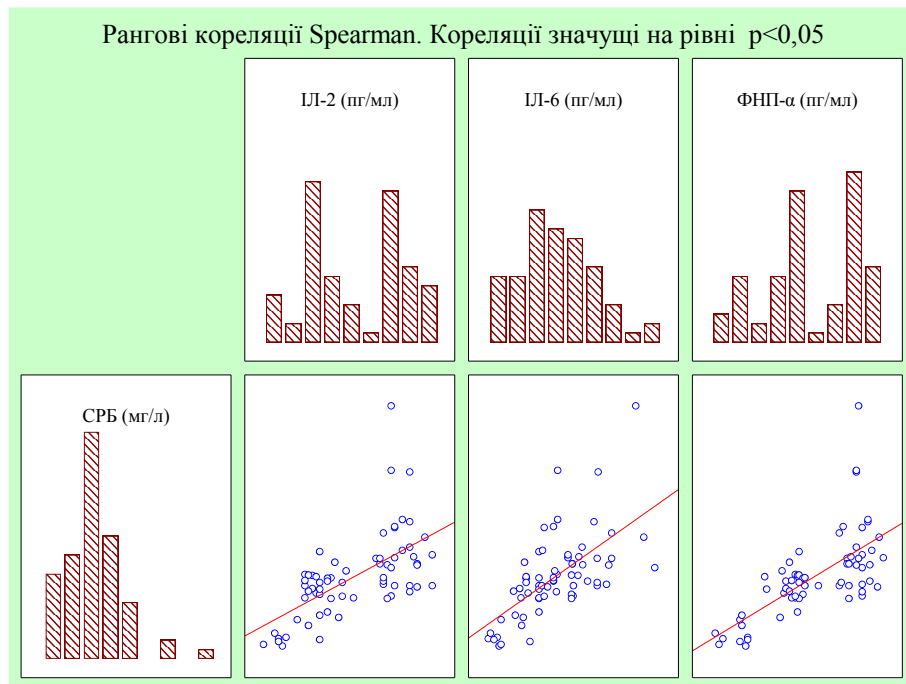 Рангові кореляції Spearman. Кореляції значущі на рівні p<0,05
ІЛ-2 (пг/мл)
ІЛ-6 (пг/мл)
ФНП-α (пг/мл)
СРБ (мг/л)